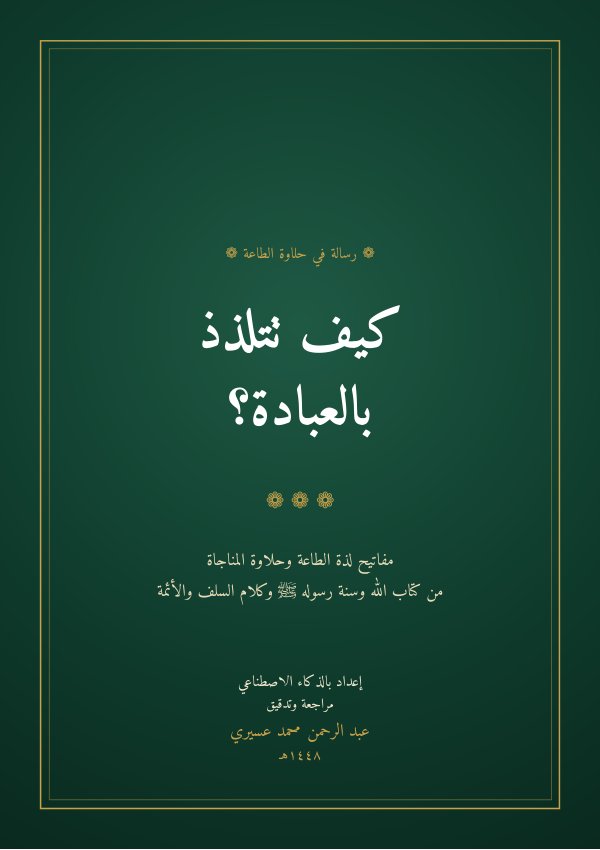 ❁ رسالة في حلاوة الطاعة ❁
كيف تتلذذ
بالعبادة؟
❁ ❁ ❁
مفاتيح لذة الطاعة وحلاوة المناجاة
من كتاب الله وسنة رسوله ﷺ وكلام السلف والأئمة
إعداد بالذكاء الاصطناعي
مراجعة وتدقيق
عبد الرحمن محمد عسيري
١٤٤٨هـ